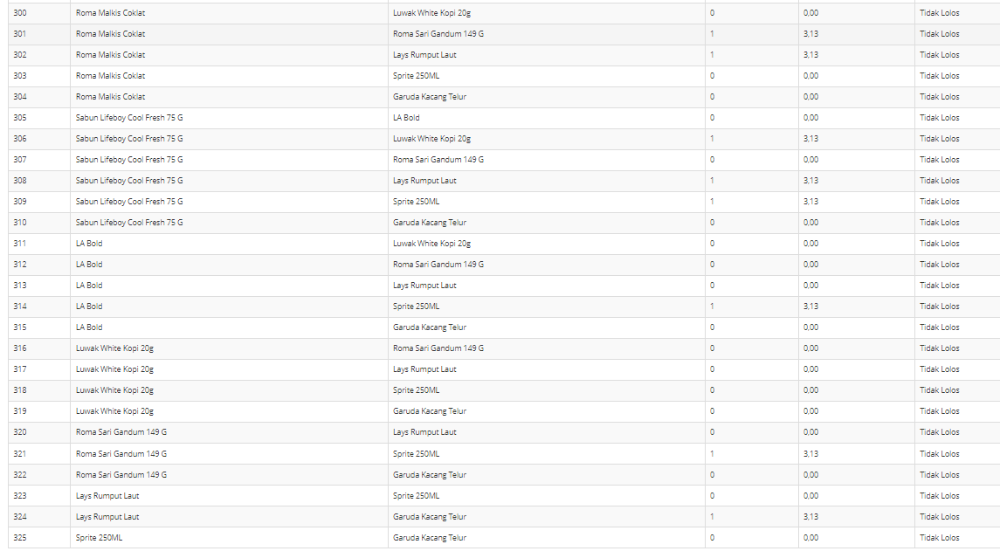 300 Roma Malkis Coklat Luwak White Kopi 20g 0 0,00 Tidak Lolos
301 Roma Malkis Coklat Roma Sari Gandum 149 G 1 3,13 Tidak Lolos
302 Roma Malkis Coklat Lays Rumput Laut 1 3,13 Tidak Lolos
303 Roma Malkis Coklat Sprite 250ML 0 0,00 Tidak Lolos
304 Roma Malkis Coklat Garuda Kacang Telur 0 0,00 Tidak Lolos
305 Sabun Lifeboy Cool Fresh 75 G LA Bold 0 0,00 Tidak Lolos
306 Sabun Lifeboy Cool Fresh 75 G Luwak White Kopi 20g 1 3,13 Tidak Lolos
307 Sabun Lifeboy Cool Fresh 75 G Roma Sari Gandum 149 G 0 0,00 Tidak Lolos
308 Sabun Lifeboy Cool Fresh 75 G Lays Rumput Laut 1 3,13 Tidak Lolos
309 Sabun Lifeboy Cool Fresh 75 G Sprite 250ML 1 3,13 Tidak Lolos
310 Sabun Lifeboy Cool Fresh 75 G Garuda Kacang Telur 0 0,00 Tidak Lolos
311 LA Bold Luwak White Kopi 20g 0 0,00 Tidak Lolos
312 LA Bold Roma Sari Gandum 149 G 0 0,00 Tidak Lolos
313 LA Bold Lays Rumput Laut 0 0,00 Tidak Lolos
314 LA Bold Sprite 250ML 1 3,13 Tidak Lolos
315 LA Bold Garuda Kacang Telur 0 0,00 Tidak Lolos
316 Luwak White Kopi 20g Roma Sari Gandum 149 G 0 0,00 Tidak Lolos
317 Luwak White Kopi 20g Lays Rumput Laut 0 0,00 Tidak Lolos
318 Luwak White Kopi 20g Sprite 250ML 0 0,00 Tidak Lolos
319 Luwak White Kopi 20g Garuda Kacang Telur 0 0,00 Tidak Lolos
320 Roma Sari Gandum 149 G Lays Rumput Laut 0 0,00 Tidak Lolos
321 Roma Sari Gandum 149 G Sprite 250ML 1 3,13 Tidak Lolos
322 Roma Sari Gandum 149 G Garuda Kacang Telur 0 0,00 Tidak Lolos
323 Lays Rumput Laut Sprite 250ML 0 0,00 Tidak Lolos
324 Lays Rumput Laut Garuda Kacang Telur 1 3,13 Tidak Lolos
325 Sprite 250ML Garuda Kacang Telur 0 0,00 Tidak Lolos